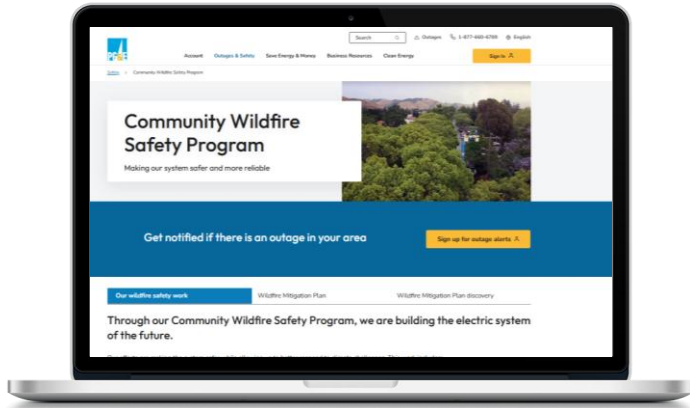 Search
Outages
1-877-660-6789
English
PG&E
Account
Outages & Safety
Save Energy & Money
Business Resources
Clean Energy
Sign In
Safety > Community Wildfire Safety Program
Community Wildfire
Safety Program
Making our system safer and more reliable
Get notified if there is an outage in your area
Sign up for outage alerts
Our wildfire safety work
Wildfire Mitigation Plan
Wildfire Mitigation Plan discovery
Through our Community Wildfire Safety Program, we are building the electric system
of the future.